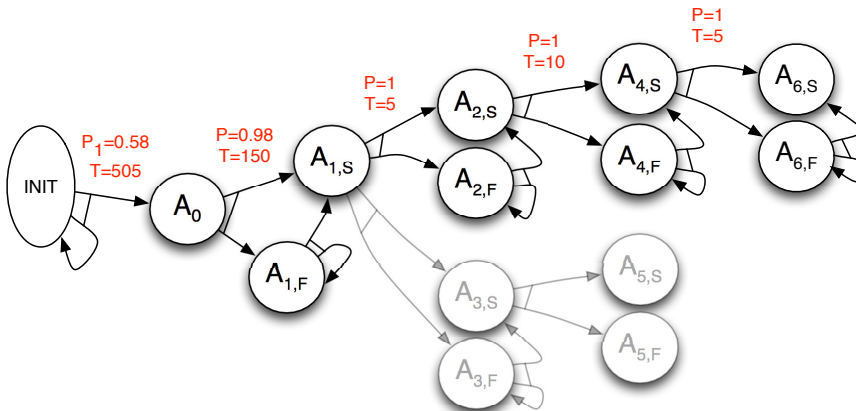 P=1
T=5
P=1
T=10
P=1
T=5
A4,S
A6,S
A2,S
P1=0.58
T=505
P=0.98
T=150
A1,S
A4,F
A6,F
A2,F
INIT
A0
A1,F
A3,S
A5,S
A5,F
A3,F